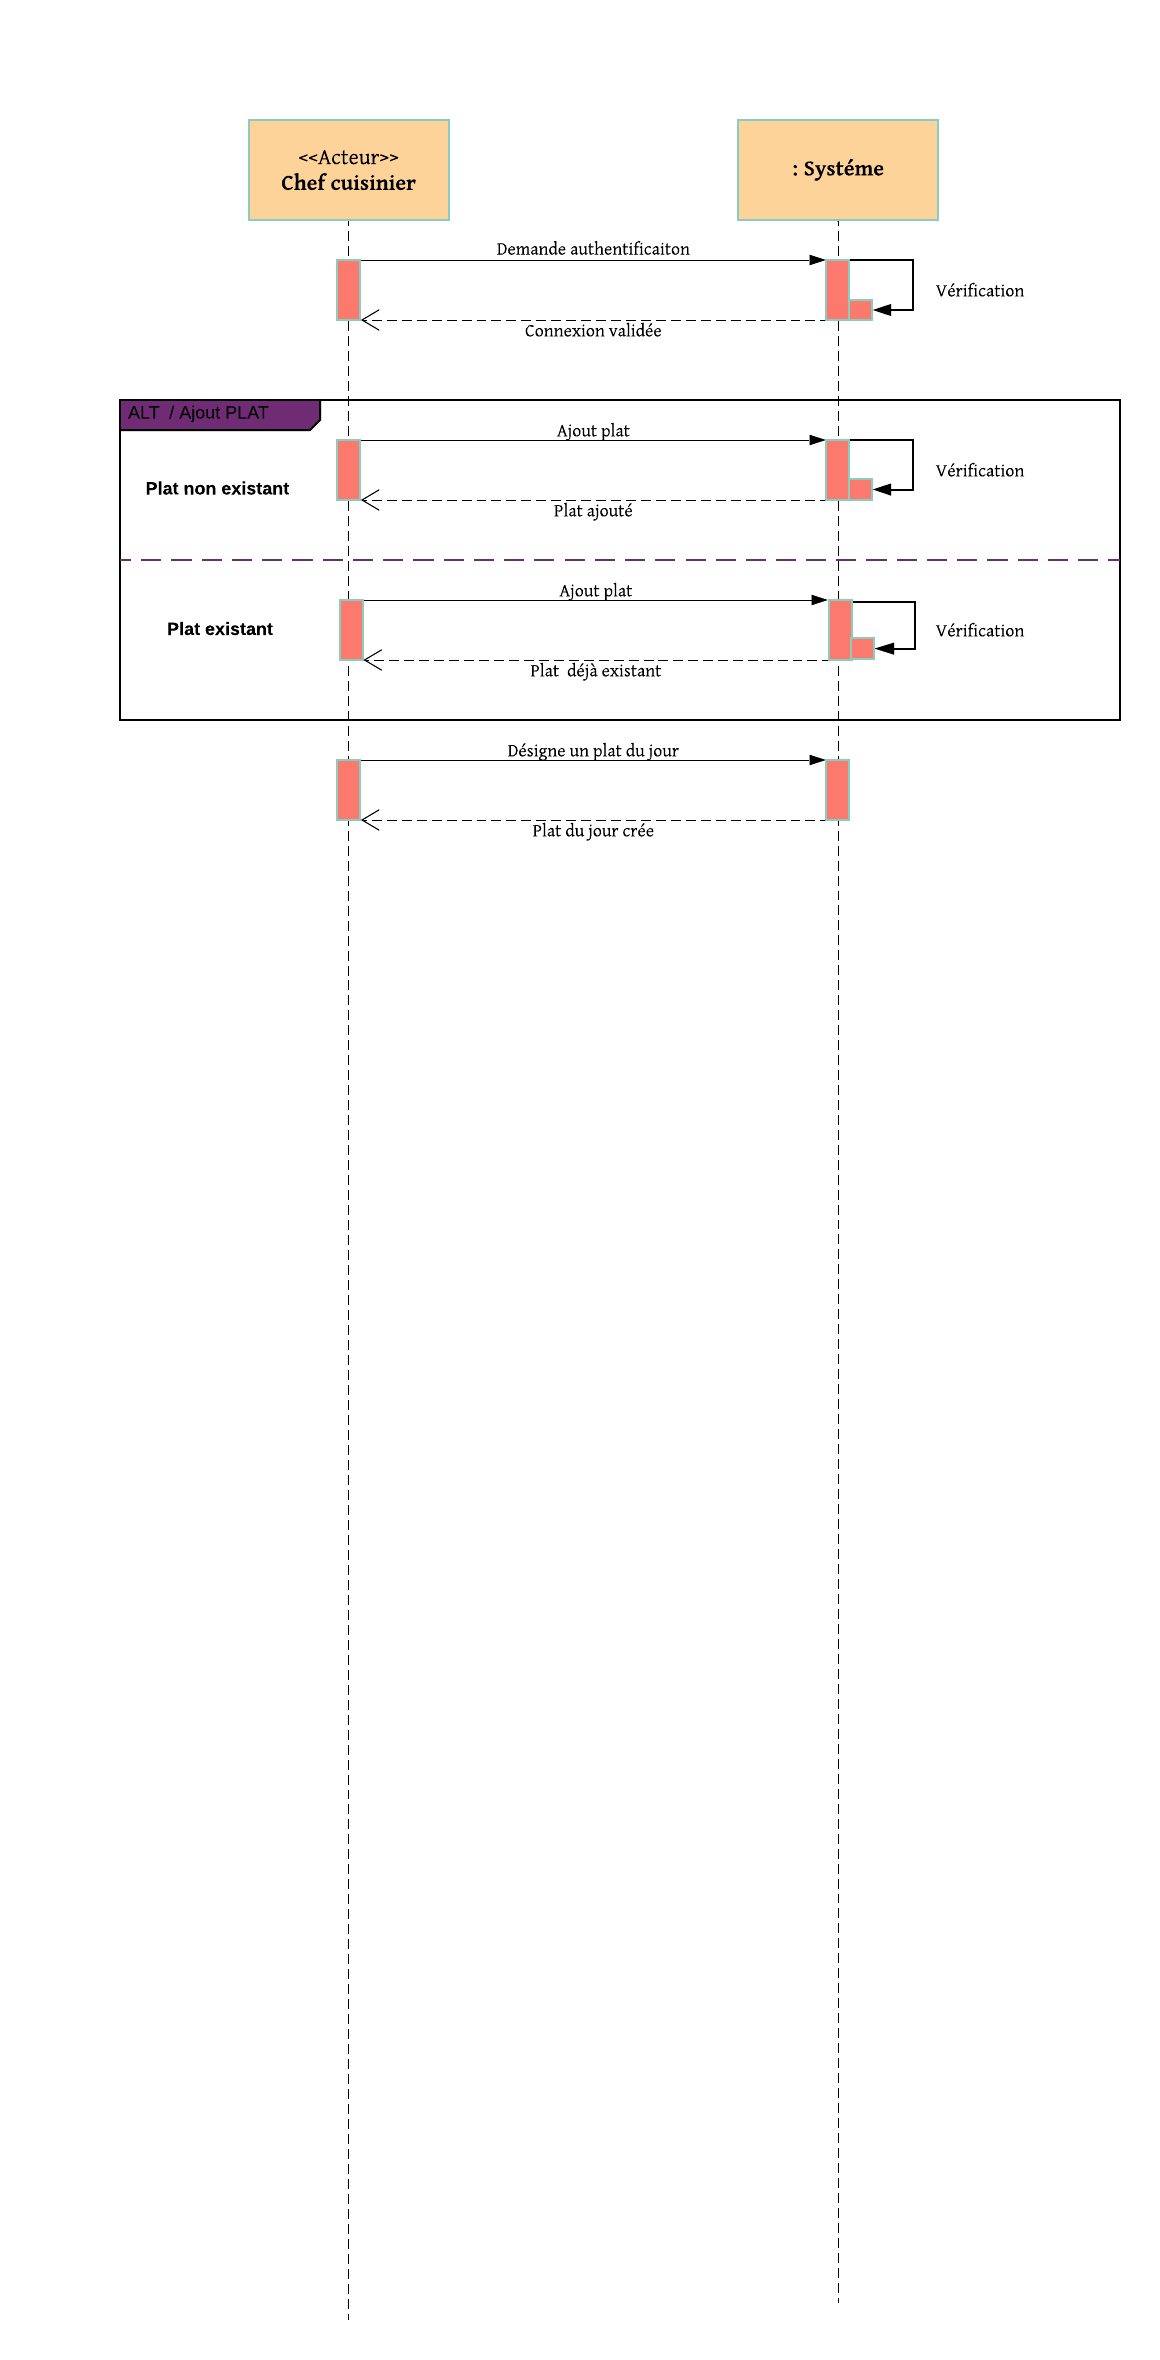 <<Acteur>>
Chef cuisinier
: Systéme
Demande authentificaiton
Vérification
Connexion validée
ALT / Ajout PLAT
Ajout plat
Vérification
Plat non existant
Plat ajouté
Ajout plat
Plat existant
Vérification
Plat déjà existant
Désigne un plat du jour
Plat du jour crée